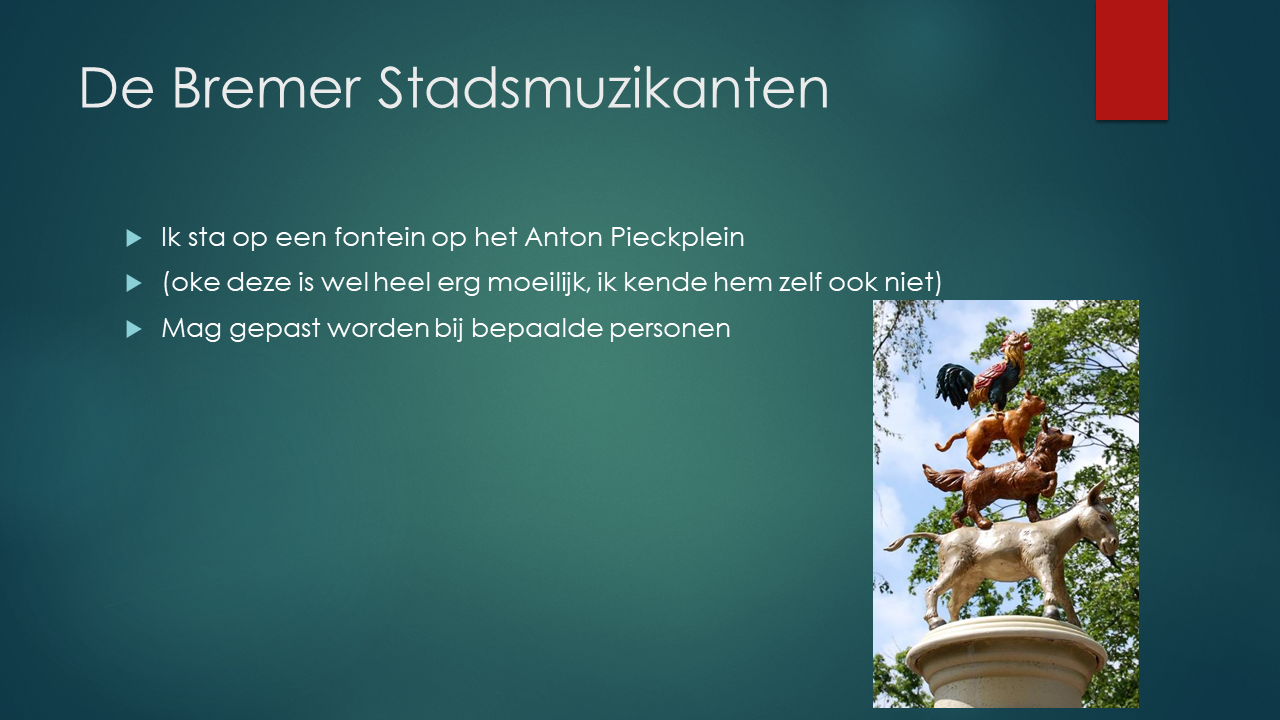 De Bremer Stadsmuzikanten
Ik sta op een fontein op het Anton Pieckplein
(oke deze is wel heel erg moeilijk, ik kende hem zelf ook niet)
Mag gepast worden bij bepaalde personen